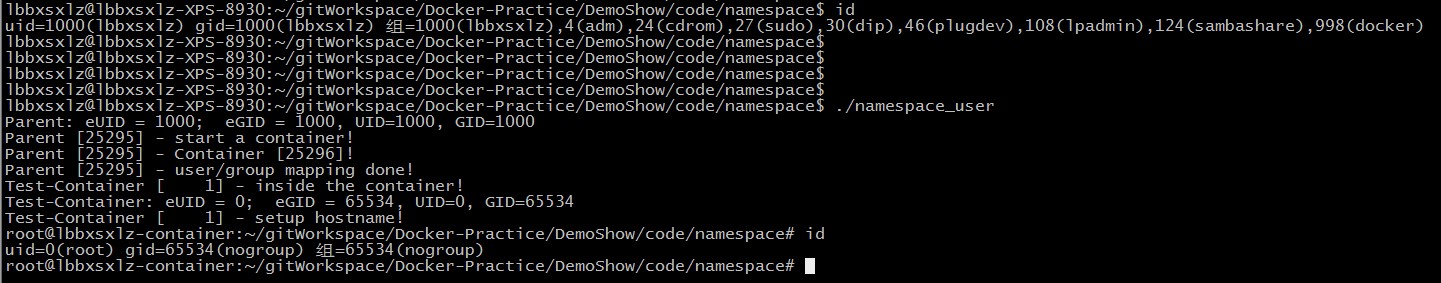 lbbxsxlz@lbbxsxlz-XPS-8930:~/gitWorkspace/Docker-Practice/DemoShow/code/namespace$ id
uid=1000(lbbxsxlz) gid=1000(lbbxsxlz) 组=1000(lbbxsxlz),4(adm),24(cdrom),27(sudo),30(dip),46(plugdev),108(lpadmin),124(sambashare),998(docker)
lbbxsxlz@lbbxsxlz-XPS-8930:~/gitWorkspace/Docker-Practice/DemoShow/code/namespace$
lbbxsxlz@lbbxsxlz-XPS-8930:~/gitWorkspace/Docker-Practice/DemoShow/code/namespace$
lbbxsxlz@lbbxsxlz-XPS-8930:~/gitWorkspace/Docker-Practice/DemoShow/code/namespace$
lbbxsxlz@lbbxsxlz-XPS-8930:~/gitWorkspace/Docker-Practice/DemoShow/code/namespace$
lbbxsxlz@lbbxsxlz-XPS-8930:~/gitWorkspace/Docker-Practice/DemoShow/code/namespace$ ./namespace_user
Parent: eUID = 1000;  eGID = 1000, UID=1000, GID=1000
Parent [25295] - start a container!
Parent [25295] - Container [25296]!
Parent [25295] - user/group mapping done!
Test-Container [    1] - inside the container!
Test-Container: eUID = 0;  eGID = 65534, UID=0, GID=65534
Test-Container [    1] - setup hostname!
root@lbbxsxlz-container:~/gitWorkspace/Docker-Practice/DemoShow/code/namespace# id
uid=0(root) gid=65534(nogroup) 组=65534(nogroup)
root@lbbxsxlz-container:~/gitWorkspace/Docker-Practice/DemoShow/code/namespace#